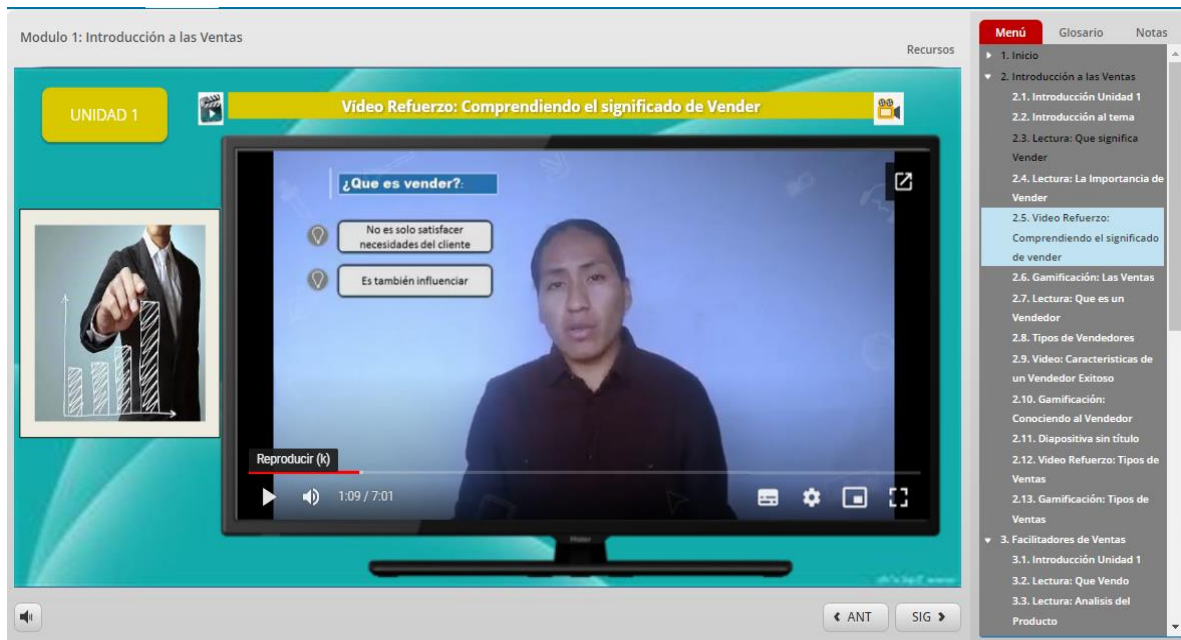 Modulo 1: Introducción a las Ventas
Recursos
UNIDAD 1
Vídeo Refuerzo: Comprendiendo el significado de Vender
¿Que es vender?:
No es solo satisfacer
necesidades del cliente
Es también influenciar
Reproducir (k)
1:09 / 7:01
Haier
ANT
SIG
Menú
Glosario
Notas
1. Inicio
2. Introducción a las Ventas
2.1. Introducción Unidad 1
2.2. Introducción al tema
2.3. Lectura: Que significa
Vender
2.4. Lectura: La Importancia de
Vender
2.5. Video Refuerzo:
Comprendiendo el significado
de vender
2.6. Gamificación: Las Ventas
2.7. Lectura: Que es un
Vendedor
2.8. Tipos de Vendedores
2.9. Video: Caracteristicas de
un Vendedor Exitoso
2.10. Gamificación:
Conociendo al Vendedor
2.11. Diapositiva sin título
2.12. Video Refuerzo: Tipos de
Ventas
2.13. Gamificación: Tipos de
Ventas
3. Facilitadores de Ventas
3.1. Introducción Unidad 1
3.2. Lectura: Que Vendo
3.3. Lectura: Analisis del
Producto